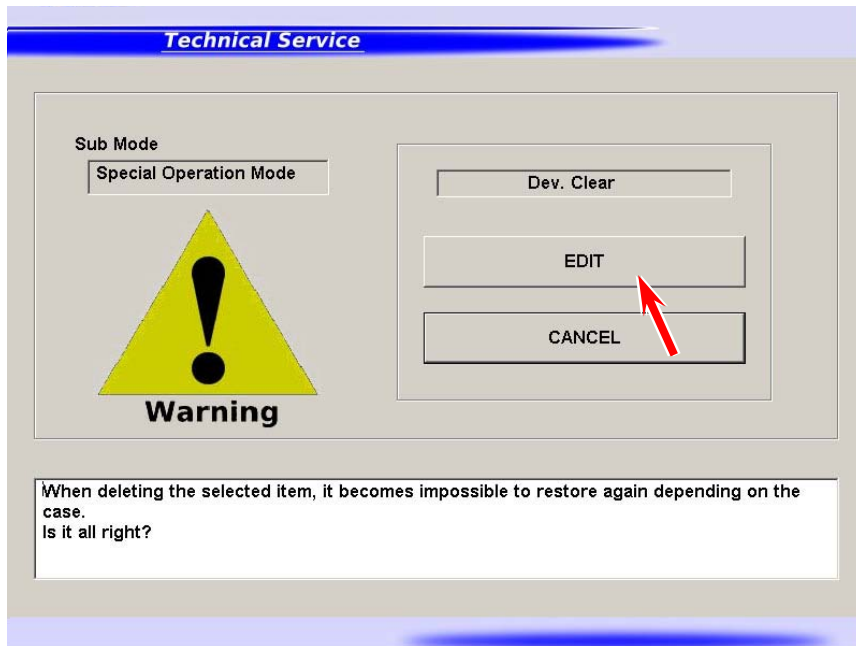 Technical Service
Sub Mode
Special Operation Mode
Dev. Clear
EDIT
CANCEL
Warning
When deleting the selected item, it becomes impossible to restore again depending on the
case.
Is it all right?